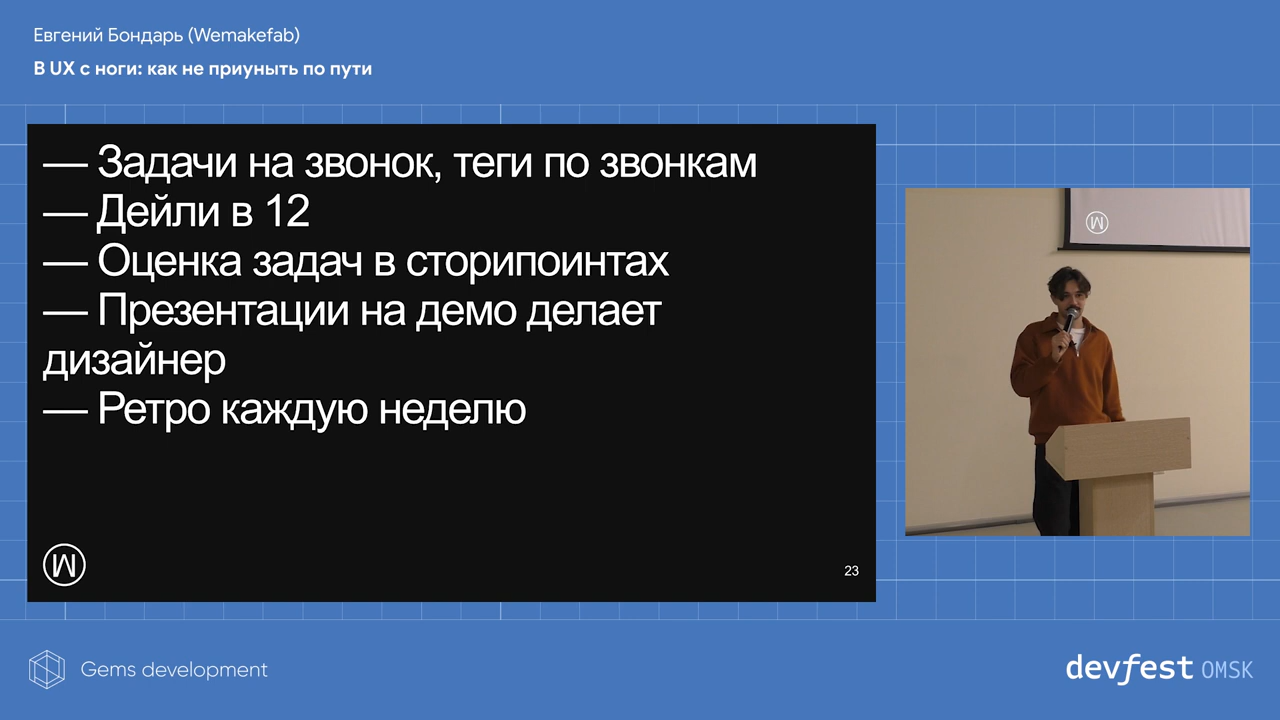 Евгений Бондарь (Wemakefab)
В UX с ноги: как не приуныть по пути
— Задачи на звонок, теги по звонкам
— Дейли в 12
— Оценка задач в сторипоинтах
— Презентации на демо делает
дизайнер
— Ретро каждую неделю
23
Gems development
devfest OMSK